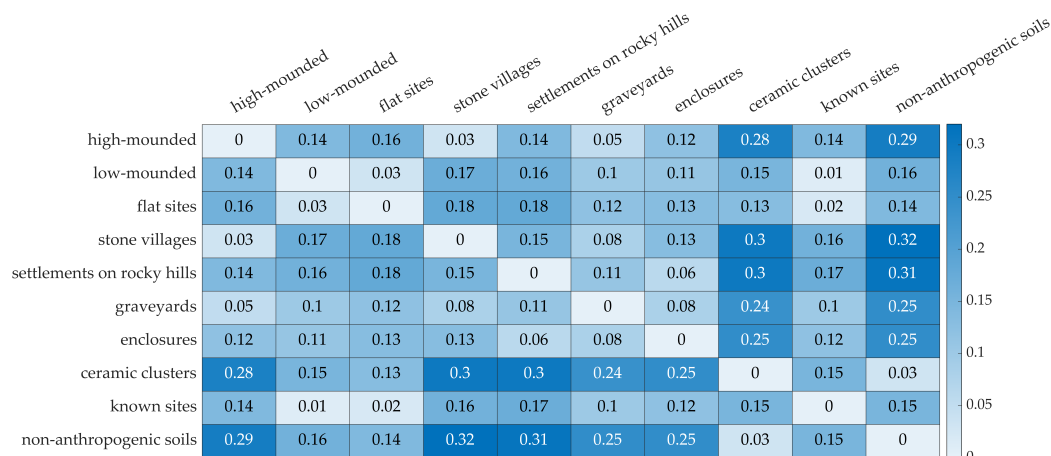 high-mounded low-mounded flat sites stone villages settlements on rocky hills graveyards enclosures ceramic clusters known sites non-anthropogenic soils
high-mounded 0 0.14 0.16 0.03 0.14 0.05 0.12 0.28 0.14 0.29
low-mounded 0.14 0 0.03 0.17 0.16 0.1 0.11 0.15 0.01 0.16
flat sites 0.16 0.03 0 0.18 0.18 0.12 0.13 0.13 0.02 0.14
stone villages 0.03 0.17 0.18 0 0.15 0.08 0.13 0.3 0.16 0.32
settlements on rocky hills 0.14 0.16 0.18 0.15 0 0.11 0.06 0.3 0.17 0.31
graveyards 0.05 0.1 0.12 0.08 0.11 0 0.08 0.24 0.1 0.25
enclosures 0.12 0.11 0.13 0.13 0.06 0.08 0 0.25 0.12 0.25
ceramic clusters 0.28 0.15 0.13 0.3 0.3 0.24 0.25 0 0.15 0.03
known sites 0.14 0.01 0.02 0.16 0.17 0.1 0.12 0.15 0 0.15
non-anthropogenic soils 0.29 0.16 0.14 0.32 0.31 0.25 0.25 0.03 0.15 0
0.3
0.25
0.2
0.15
0.1
0.05
0